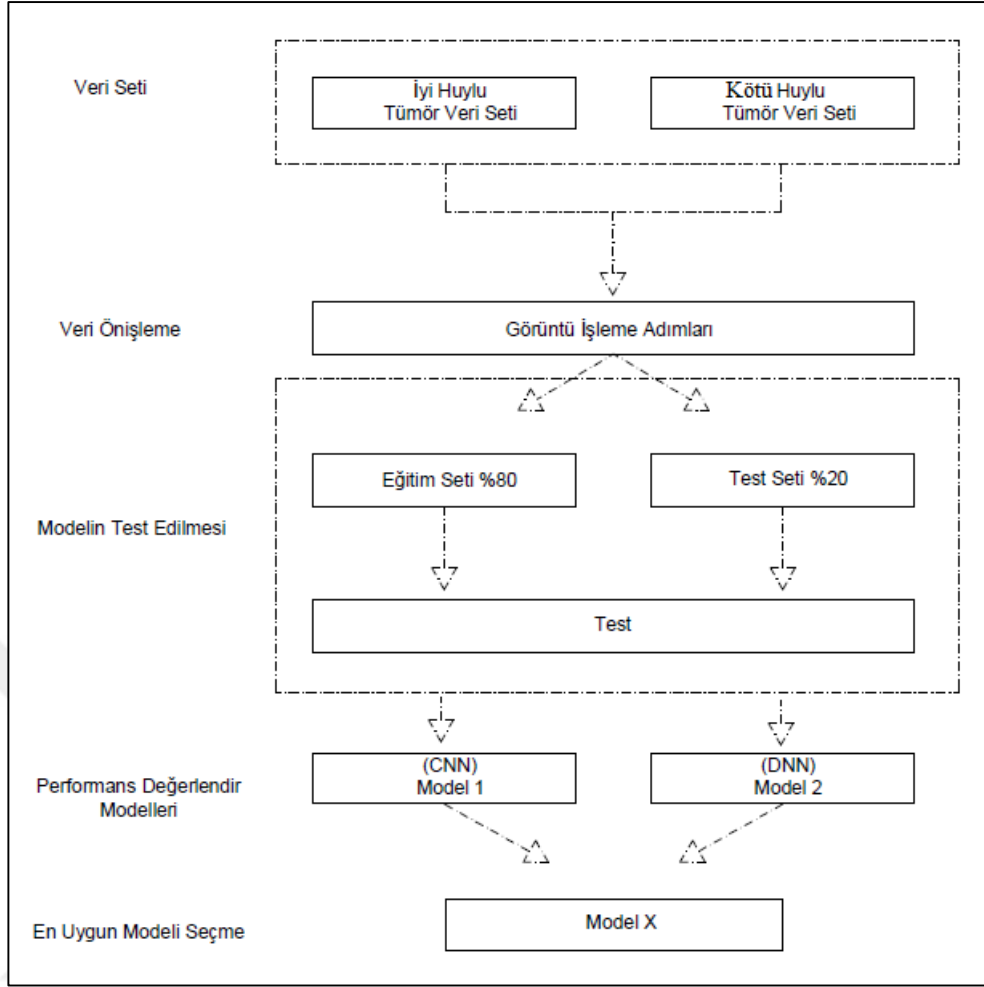 Veri Seti
İyi Huylu
Tümör Veri Seti
Kötü Huylu
Tümör Veri Seti
Veri Önişleme
Görüntü İşleme Adımları
Eğitim Seti %80
Test Seti %20
Modelin Test Edilmesi
Test
Performans Değerlendir
Modelleri
(CNN)
Model 1
(DNN)
Model 2
En Uygun Modeli Seçme
Model X